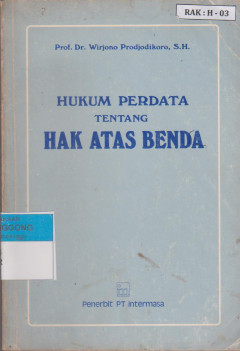 RAK : H - 03
Prof. Dr. Wirjono Prodjodikoro, S.H.
HUKUM PERDATA
TENTANG
HAK ATAS BENDA
Penerbit PT Intermasa